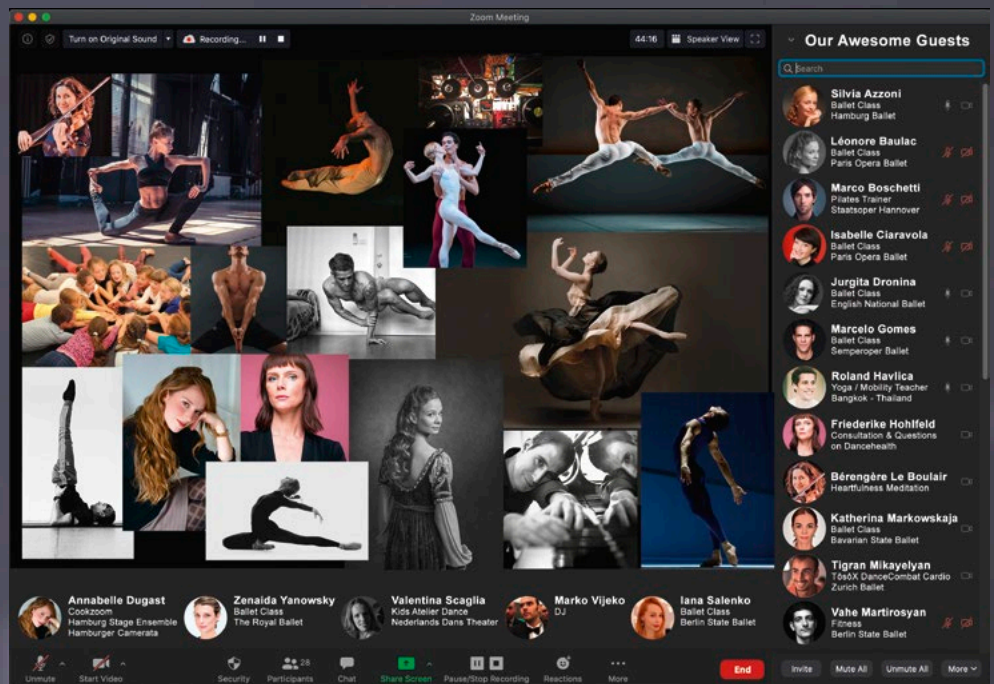 Zoom Meeting
Turn on Original Sound
Recording...
44:16
Speaker View
Our Awesome Guests
Search
Silvia Azzoni
Ballet Class
Hamburg Ballet
Léonore Baulac
Ballet Class
Paris Opera Ballet
Marco Boschetti
Pilates Trainer
Staatsoper Hannover
Isabelle Ciaravola
Ballet Class
Paris Opera Ballet
Jurgita Dronina
Ballet Class
English National Ballet
Marcelo Gomes
Ballet Class
Semperoper Ballet
Roland Havlica
Yoga / Mobility Teacher
Bangkok - Thailand
Friederike Hohlfeld
Consultation & Questions
on Dancehealth
Bérengère Le Boulair
Heartfulness Meditation
Katherina Markowskaja
Ballet Class
Bavarian State Ballet
Tigran Mikayelyan
TôsôX DanceCombat Cardio
Zurich Ballet
Vahe Martirosyan
Fitness
Berlin State Ballet
Annabelle Dugast
Cookzoom
Hamburg Stage Ensemble
Hamburger Camerata
Zenaida Yanowsky
Ballet Class
The Royal Ballet
Valentina Scaglia
Kids Atelier Dance
Nederlands Dans Theater
Marko Vijeko
DJ
Iana Salenko
Ballet Class
Berlin State Ballet
Unmute
Start Video
Security
Participants
28
Chat
Share Screen
Pause/Stop Recording
Reactions
More
End
Invite
Mute All
Unmute All
More